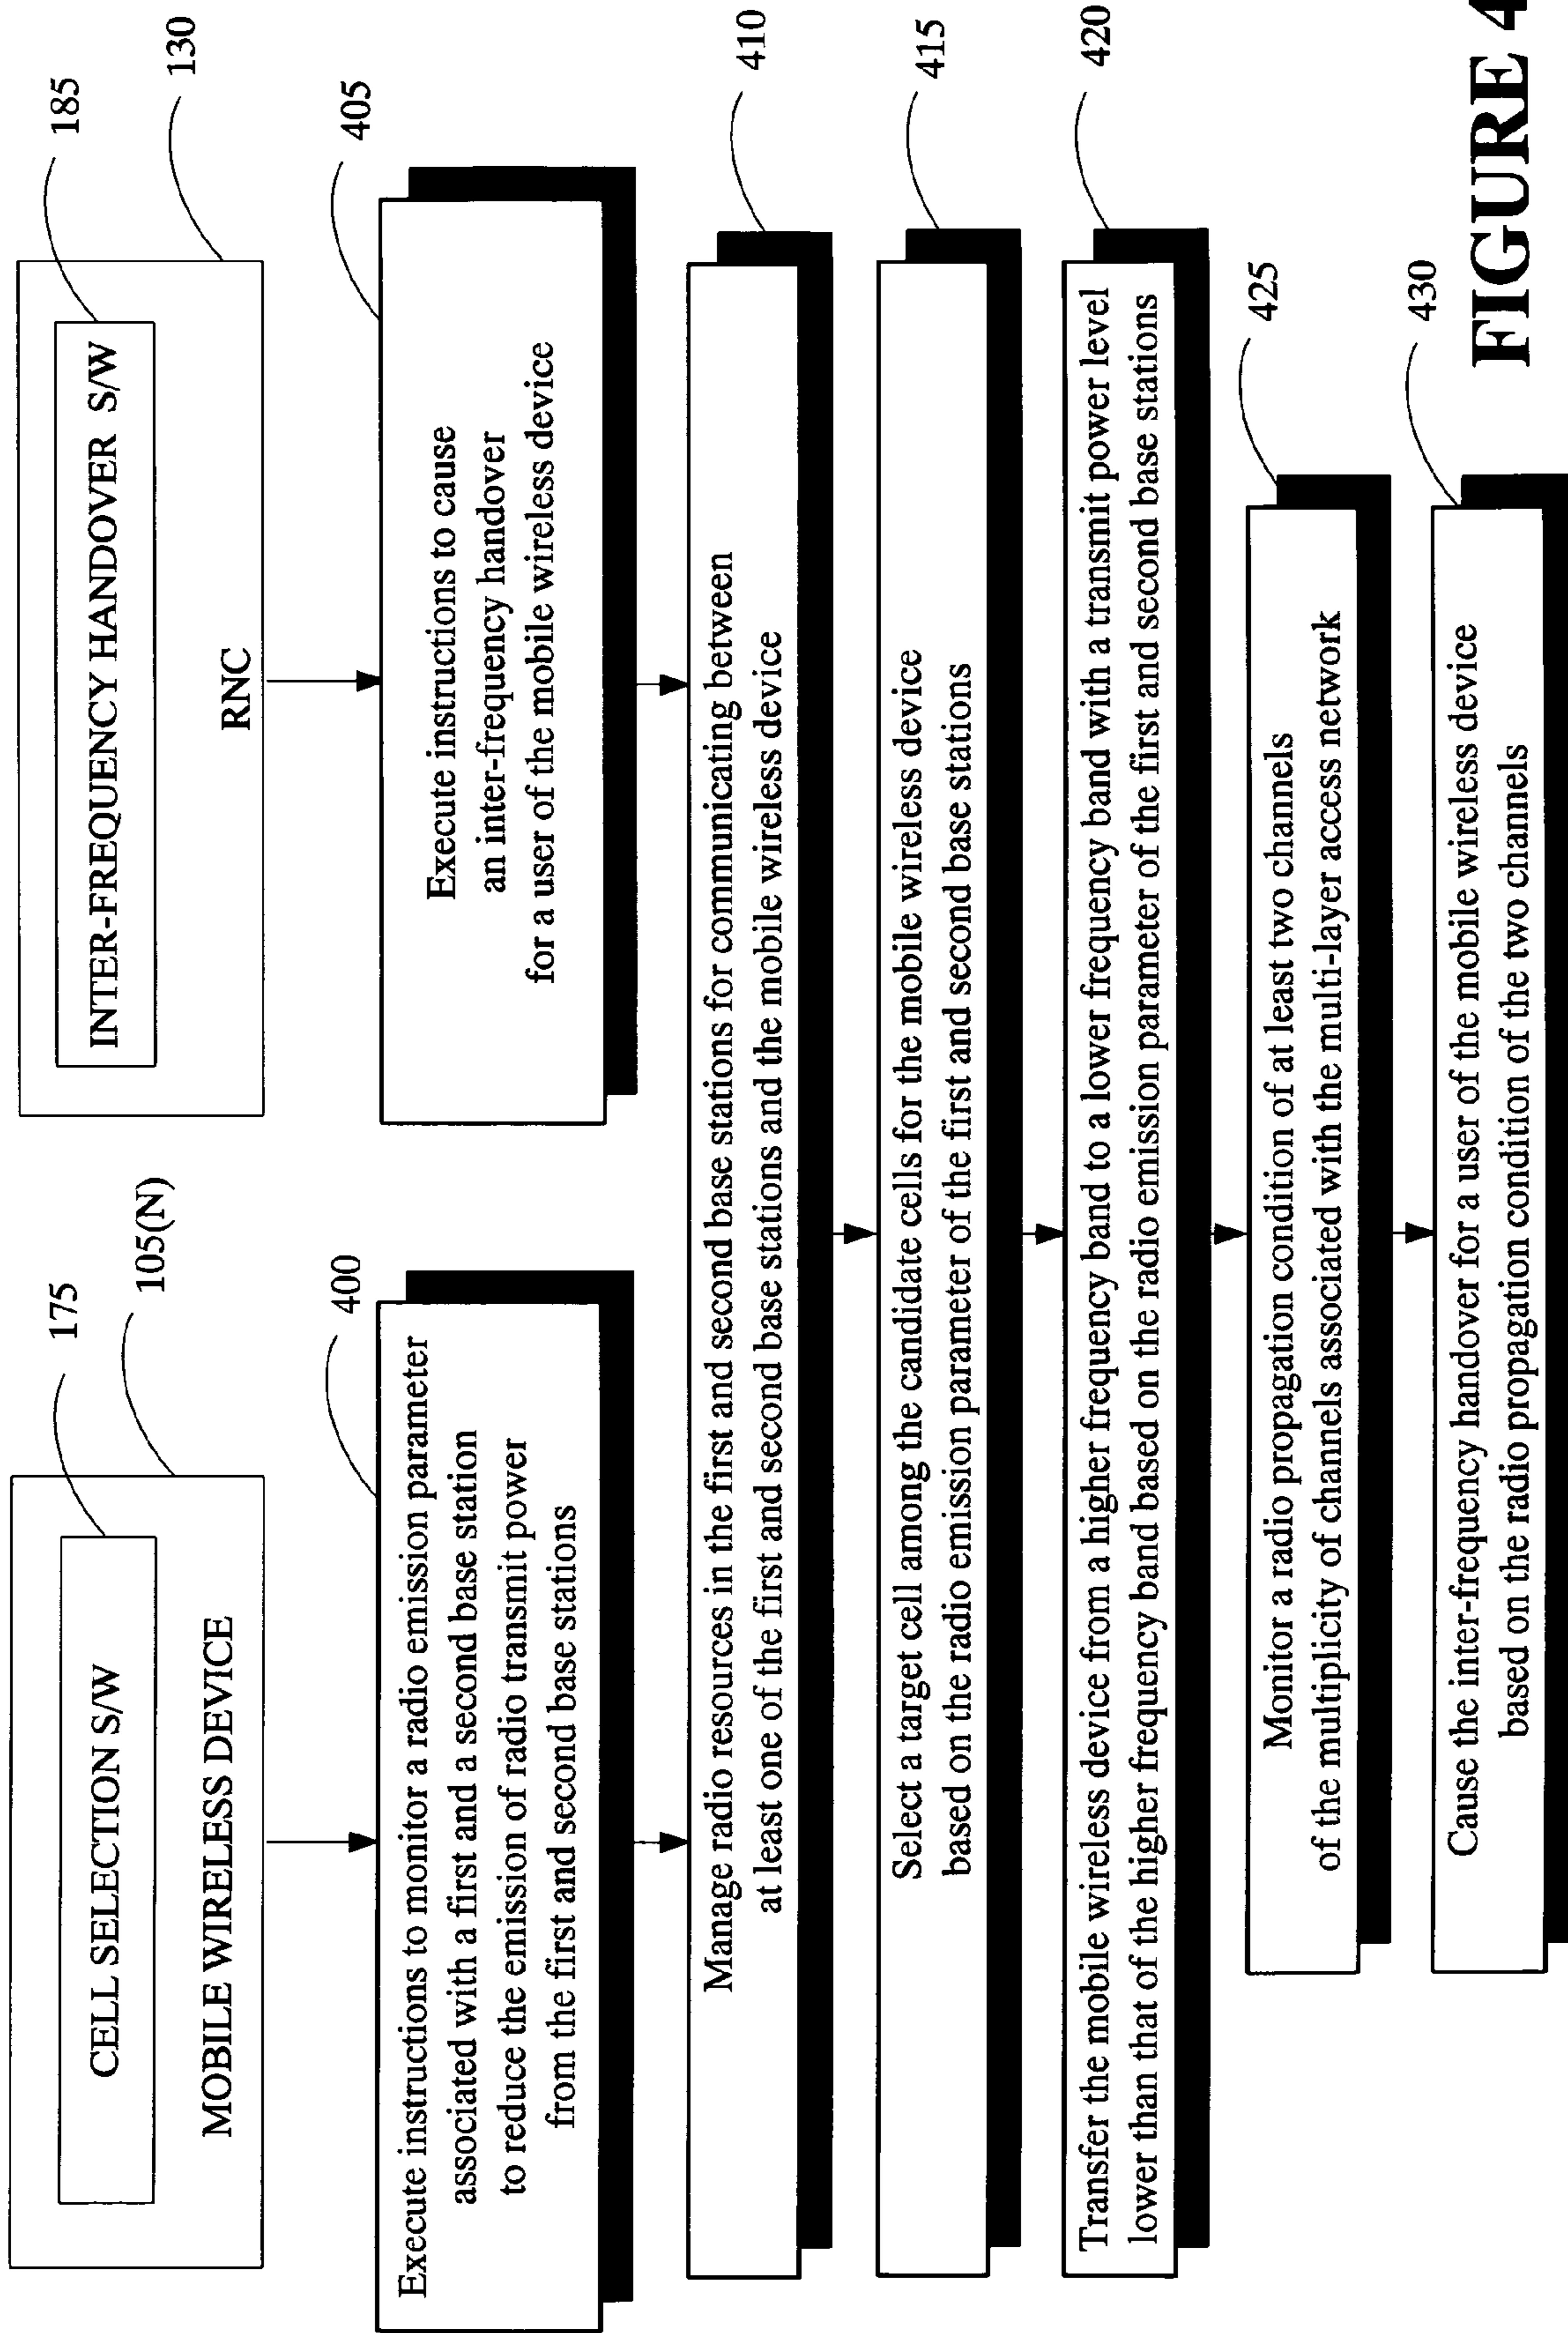 175
105(N)
CELL SELECTION S/W
MOBILE WIRELESS DEVICE
185
130
INTER-FREQUENCY HANDOVER S/W
RNC
400
Execute instructions to monitor a radio emission parameter
associated with a first and a second base station
to reduce the emission of radio transmit power
from the first and second base stations
405
Execute instructions to cause
an inter-frequency handover
for a user of the mobile wireless device
410
Manage radio resources in the first and second base stations for communicating between
at least one of the first and second base stations and the mobile wireless device
415
Select a target cell among the candidate cells for the mobile wireless device
based on the radio emission parameter of the first and second base stations
420
Transfer the mobile wireless device from a higher frequency band to a lower frequency band with a transmit power level
lower than that of the higher frequency band based on the radio emission parameter of the first and second base stations
425
Monitor a radio propagation condition of at least two channels
of the multiplicity of channels associated with the multi-layer access network
430
Cause the inter-frequency handover for a user of the mobile wireless device
based on the radio propagation condition of the two channels
FIGURE 4